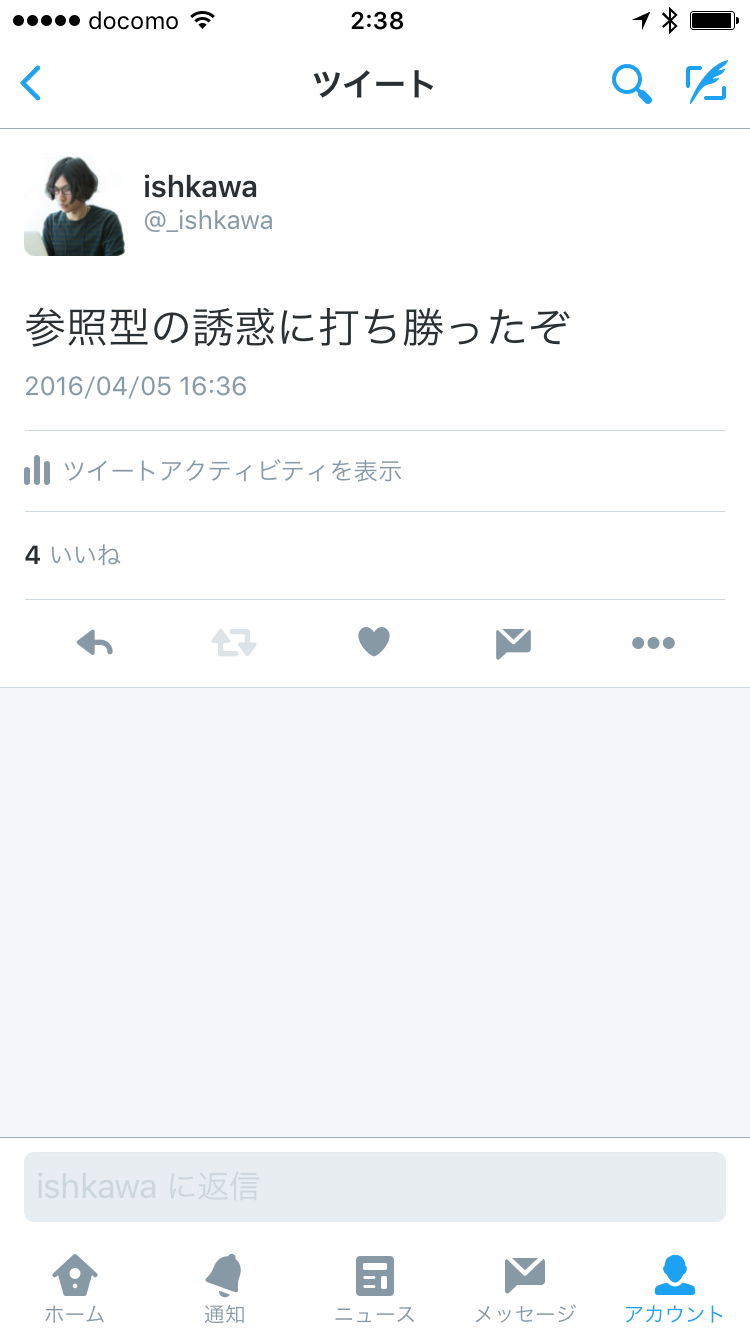 docomo 2:38
ツイート
ishkawa
@_ishkawa
参照型の誘惑に打ち勝ったぞ
2016/04/05 16:36
ツイートアクティビティを表示
4 いいね
ishkawa に返信
ホーム 通知 ニュース メッセージ アカウント